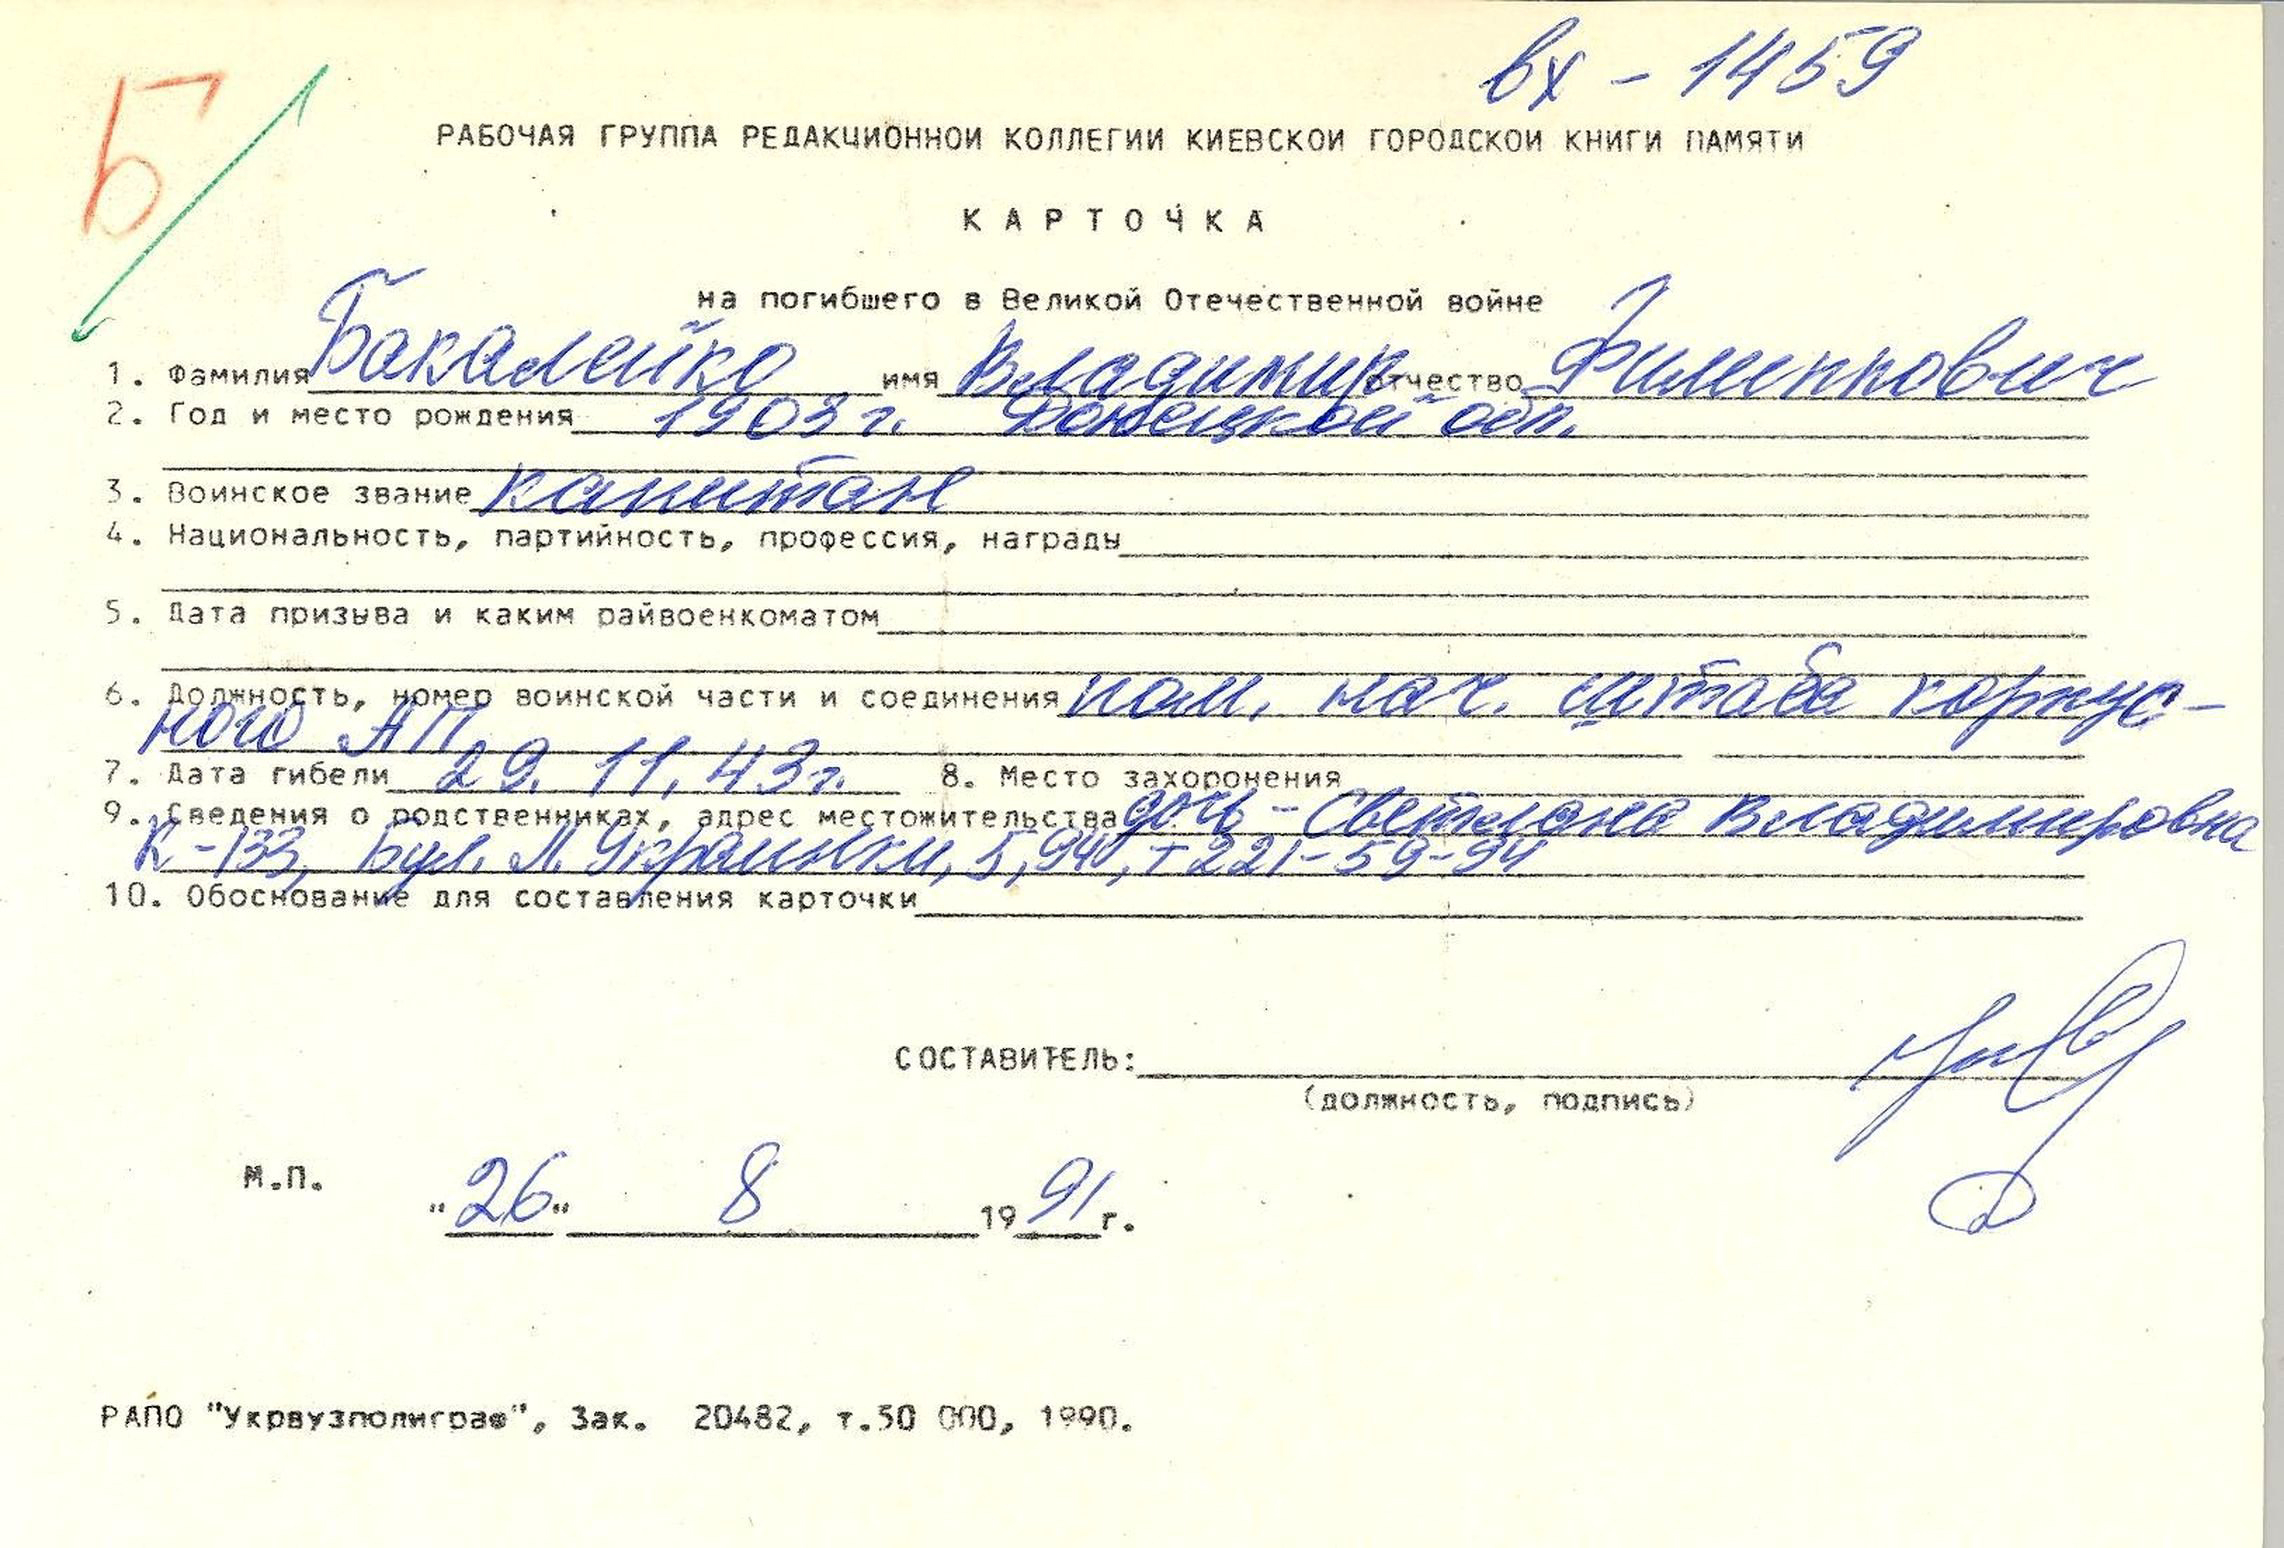 вх - 1459
Б
РАБОЧАЯ ГРУППА РЕДАКЦИОННОЙ КОЛЛЕГИИ КИЕВСКОЙ ГОРОДСКОЙ КНИГИ ПАМЯТИ
КАРТОЧКА
на погибшего в Великой Отечественной войне
1. Фамилия Бакалейко имя Владимир отчество Филиппович
2. Год и место рождения 1903 г. Донецкой обл.
3. Воинское звание капитан
4. Национальность, партийность, профессия, награды
5. Дата призыва и каким райвоенкоматом
6. Должность, номер воинской части и соединения пом. нач. штаба корпус-
ного АП
7. Дата гибели 29.11.43г. 8. Место захоронения
9. Сведения о родственниках, адрес местожительства дочь - Светлана Владимировна
К-133, бул. Л. Украинки, 5, 94, т 221-59-94
10. Обоснование для составления карточки
СОСТАВИТЕЛЬ:
(должность, подпись)
М.П.
"26" 8 1991г.
РАПО "Укрвузполиграф", Зак. 20482, т.50 000, 1990.